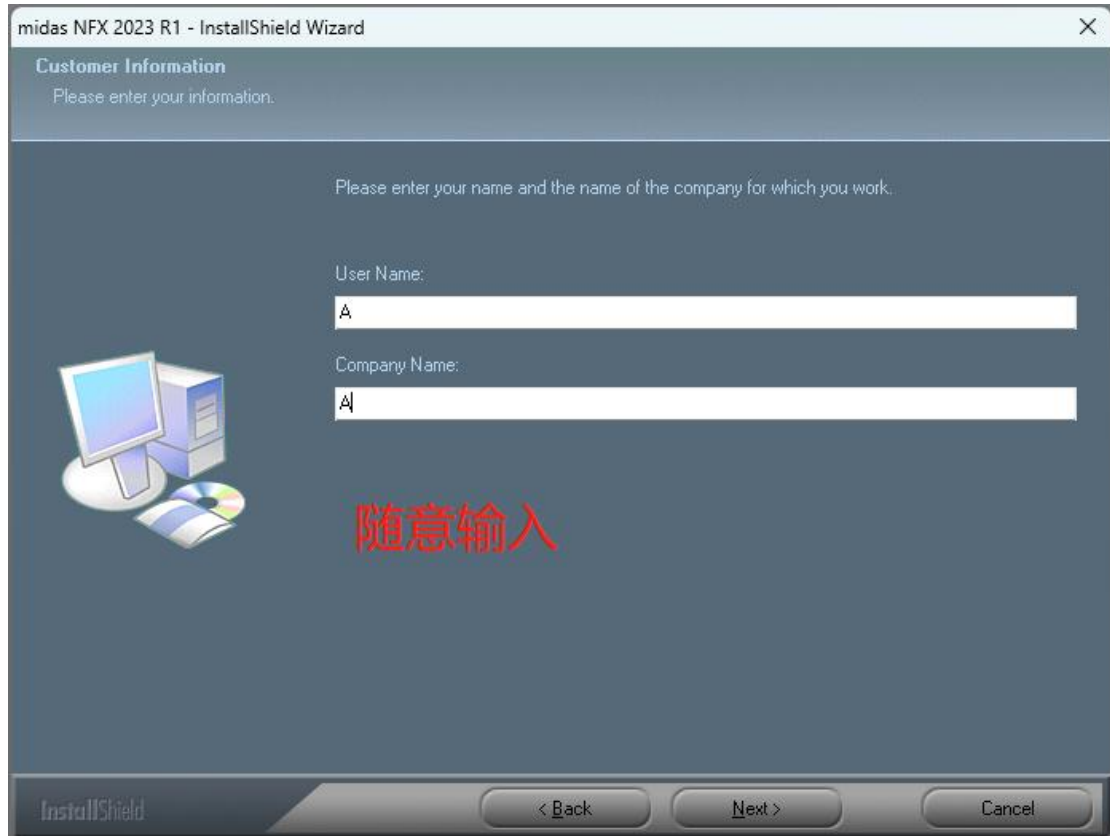 midas NFX 2023 R1 - InstallShield Wizard
Customer Information
Please enter your information.
Please enter your name and the name of the company for which you work.
User Name:
A
Company Name:
A
随意输入
InstallShield
< Back
Next >
Cancel